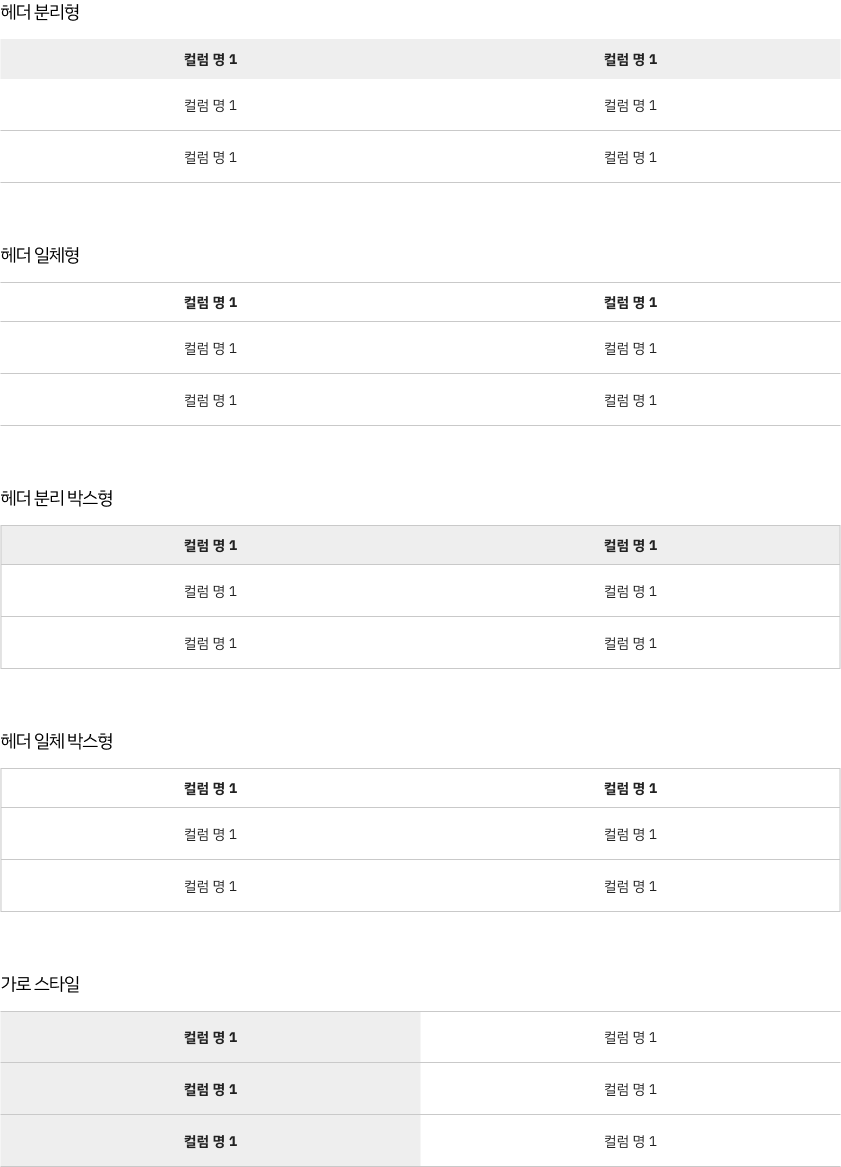 헤더 분리형
컬럼 명 1 컬럼 명 1
컬럼 명 1 컬럼 명 1
컬럼 명 1 컬럼 명 1
헤더 일체형
컬럼 명 1 컬럼 명 1
컬럼 명 1 컬럼 명 1
컬럼 명 1 컬럼 명 1
헤더 분리 박스형
컬럼 명 1 컬럼 명 1
컬럼 명 1 컬럼 명 1
컬럼 명 1 컬럼 명 1
헤더 일체 박스형
컬럼 명 1 컬럼 명 1
컬럼 명 1 컬럼 명 1
컬럼 명 1 컬럼 명 1
가로 스타일
컬럼 명 1 컬럼 명 1
컬럼 명 1 컬럼 명 1
컬럼 명 1 컬럼 명 1